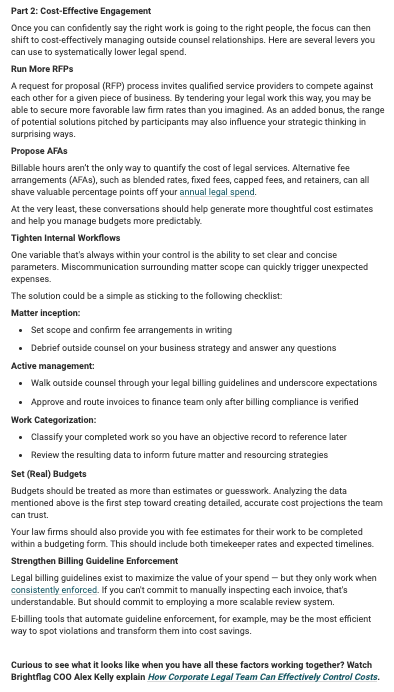 Part 2: Cost-Effective Engagement
Once you can confidently say the right work is going to the right people, the focus can then
shift to cost-effectively managing outside counsel relationships. Here are several levers you
can use to systematically lower legal spend.
Run More RFPs
A request for proposal (RFP) process invites qualified service providers to compete against
each other for a given piece of business. By tendering your legal work this way, you may be
able to secure more favorable law firm rates than you imagined. As an added bonus, the range
of potential solutions pitched by participants may also influence your strategic thinking in
surprising ways.
Propose AFAs
Billable hours aren't the only way to quantify the cost of legal services. Alternative fee
arrangements (AFAs), such as blended rates, fixed fees, capped fees, and retainers, can all
shave valuable percentage points off your annual legal spend.
At the very least, these conversations should help generate more thoughtful cost estimates
and help you manage budgets more predictably.
Tighten Internal Workflows
One variable that's always within your control is the ability to set clear and concise
parameters. Miscommunication surrounding matter scope can quickly trigger unexpected
expenses.
The solution could be a simple as sticking to the following checklist:
Matter inception:
• Set scope and confirm fee arrangements in writing
• Debrief outside counsel on your business strategy and answer any questions
Active management:
• Walk outside counsel through your legal billing guidelines and underscore expectations
• Approve and route invoices to finance team only after billing compliance is verified
Work Categorization:
• Classify your completed work so you have an objective record to reference later
• Review the resulting data to inform future matter and resourcing strategies
Set (Real) Budgets
Budgets should be treated as more than estimates or guesswork. Analyzing the data
mentioned above is the first step toward creating detailed, accurate cost projections the team
can trust.
Your law firms should also provide you with fee estimates for their work to be completed
within a budgeting form. This should include both timekeeper rates and expected timelines.
Strengthen Billing Guideline Enforcement
Legal billing guidelines exist to maximize the value of your spend — but they only work when
consistently enforced. If you can't commit to manually inspecting each invoice, that's
understandable. But should commit to employing a more scalable review system.
E-billing tools that automate guideline enforcement, for example, may be the most efficient
way to spot violations and transform them into cost savings.
Curious to see what it looks like when you have all these factors working together? Watch
Brightflag COO Alex Kelly explain How Corporate Legal Team Can Effectively Control Costs.